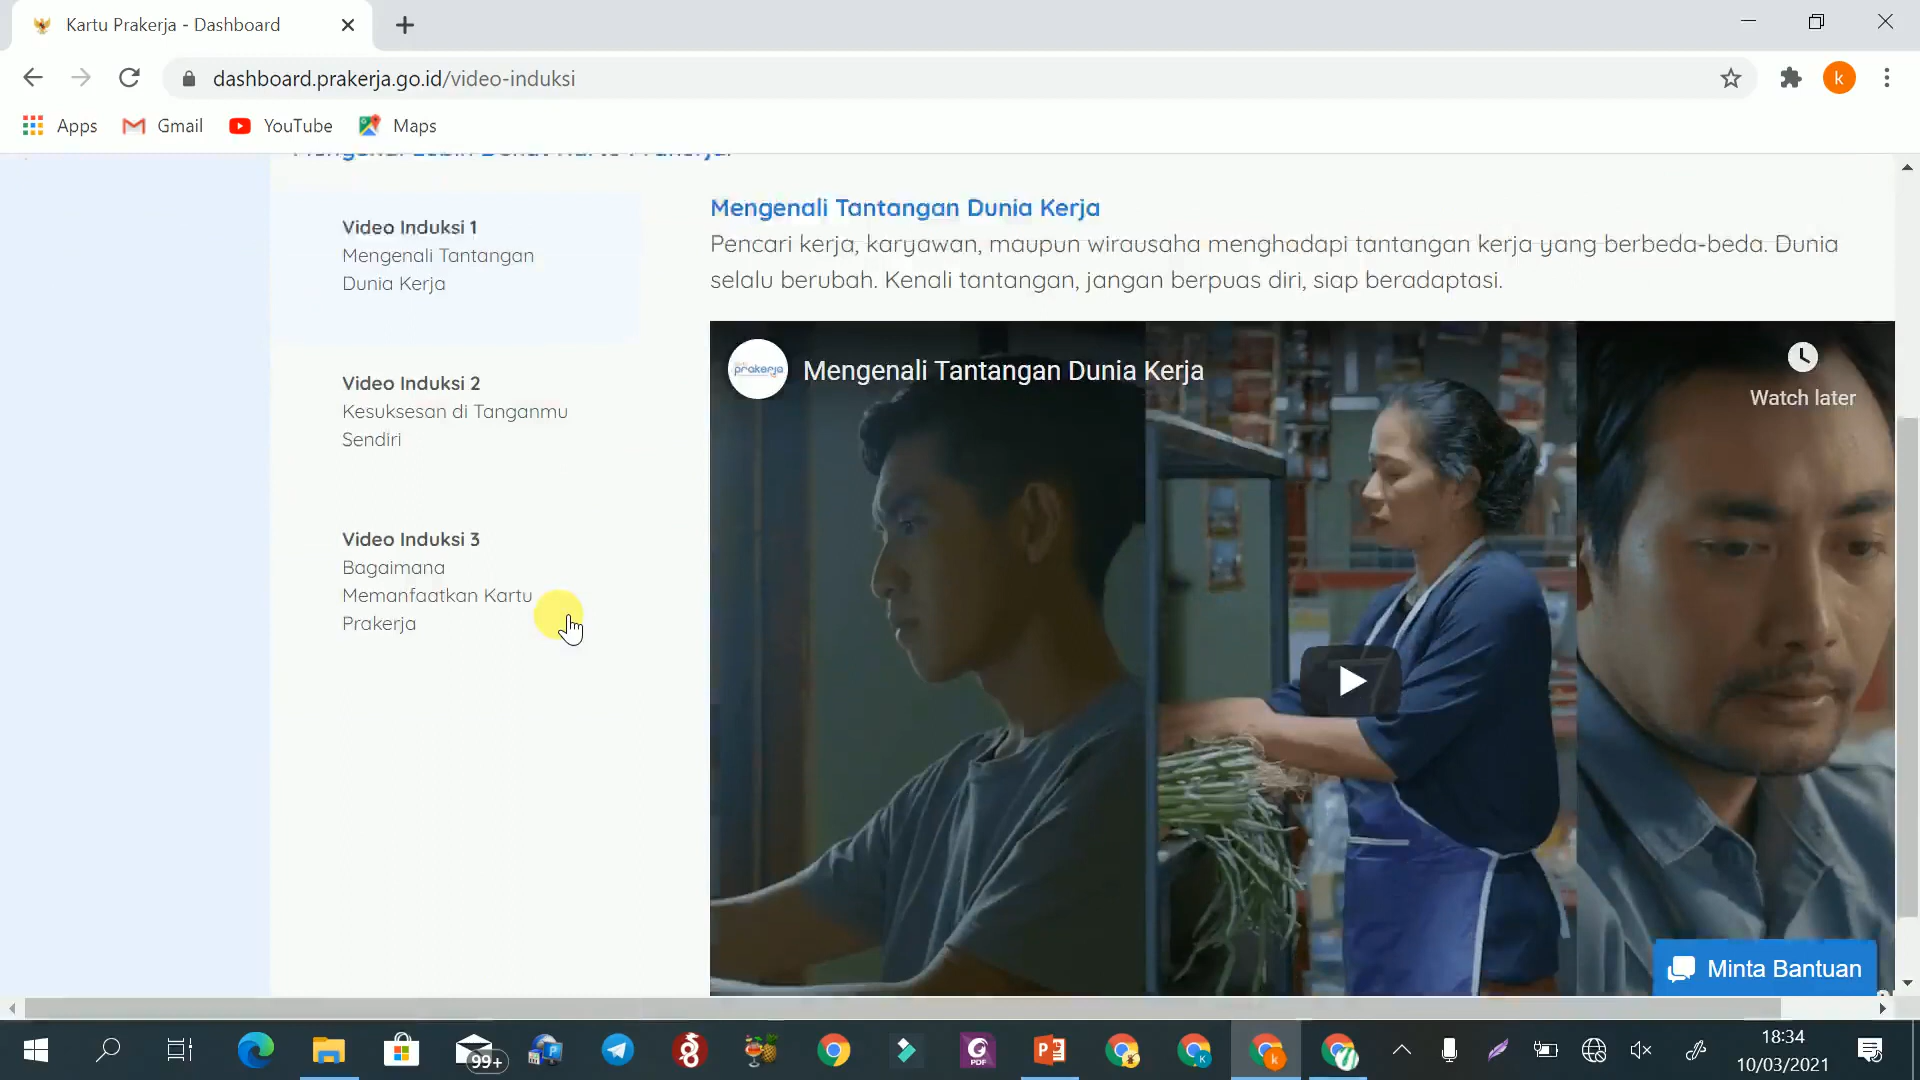 Kartu Prakerja - Dashboard
dashboard.prakerja.go.id/video-induksi
k
Apps
Gmail
YouTube
Maps
Mengenali Tantangan Dunia Kerja
Pencari kerja, karyawan, maupun wirausaha menghadapi tantangan kerja yang berbeda-beda. Dunia
selalu berubah. Kenali tantangan, jangan berpuas diri, siap beradaptasi.
Video Induksi 1
Mengenali Tantangan
Dunia Kerja
Video Induksi 2
Kesuksesan di Tanganmu
Sendiri
Video Induksi 3
Bagaimana
Memanfaatkan Kartu
Prakerja
prakerja
Mengenali Tantangan Dunia Kerja
Watch later
Minta Bantuan
99+
PDF
K
k
18:34
10/03/2021